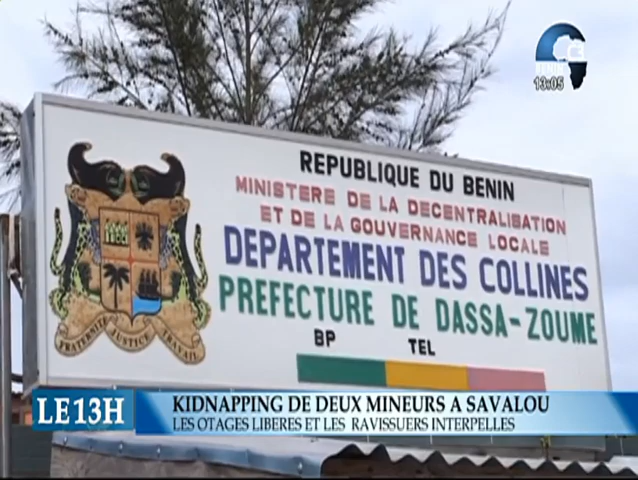 C3
13:05
REPUBLIQUE DU BENIN
MINISTERE DE LA DECENTRALISATION
ET DE LA GOUVERNANCE LOCALE
DEPARTEMENT DES COLLINES
PREFECTURE DE DASSA-ZOUME
BP TEL
FRATERNITE JUSTICE TRAVAIL
LE13H
KIDNAPPING DE DEUX MINEURS A SAVALOU
LES OTAGES LIBERES ET LES RAVISSUERS INTERPELLES